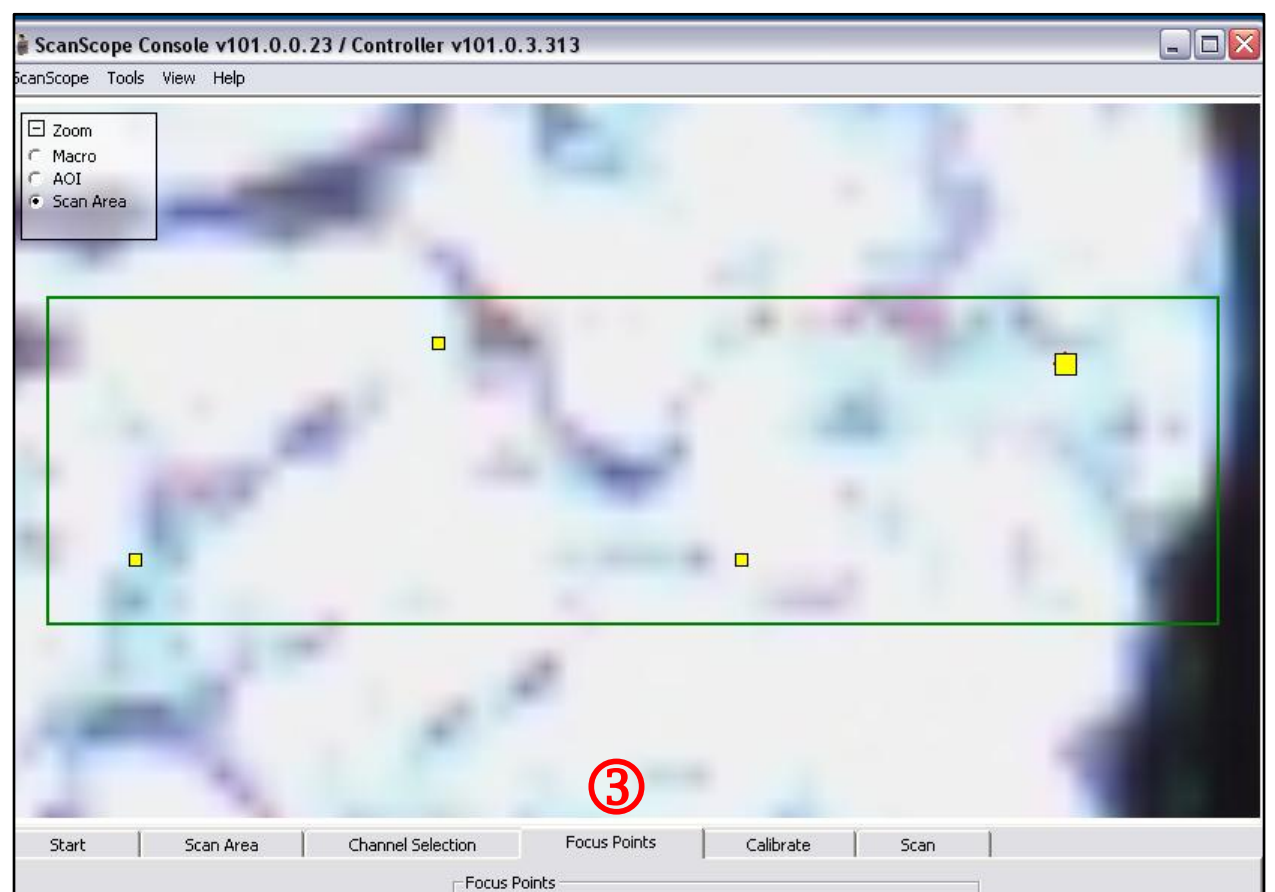 ScanScope Console v101.0.0.23 / Controller v101.0.3.313
ScanScope Tools View Help
Zoom
Macro
AOI
Scan Area
③
Start Scan Area Channel Selection Focus Points Calibrate Scan
Focus Points